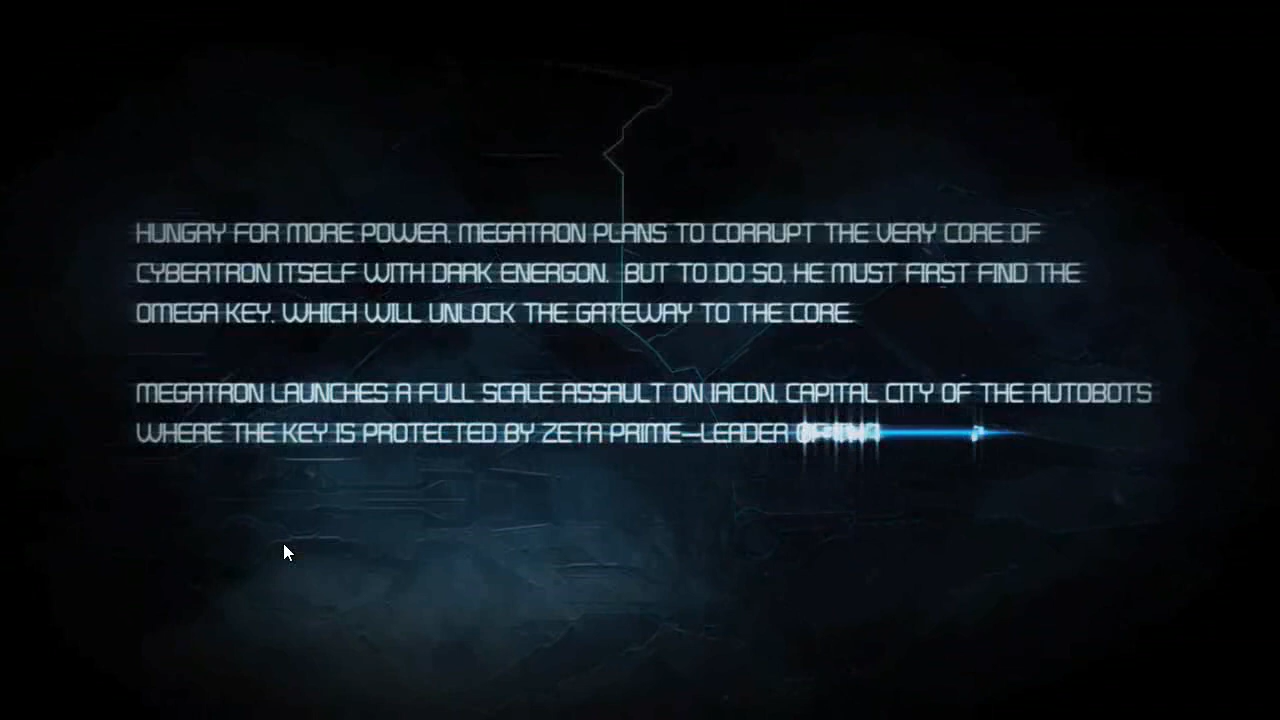 HUNGRY FOR MORE POWER, MEGATRON PLANS TO CORRUPT THE VERY CORE OF
CYBERTRON ITSELF WITH DARK ENERGON. BUT TO DO SO, HE MUST FIRST FIND THE
OMEGA KEY, WHICH WILL UNLOCK THE GATEWAY TO THE CORE.
MEGATRON LAUNCHES A FULL SCALE ASSAULT ON IACON, CAPITAL CITY OF THE AUTOBOTS
WHERE THE KEY IS PROTECTED BY ZETA PRIME—LEADER